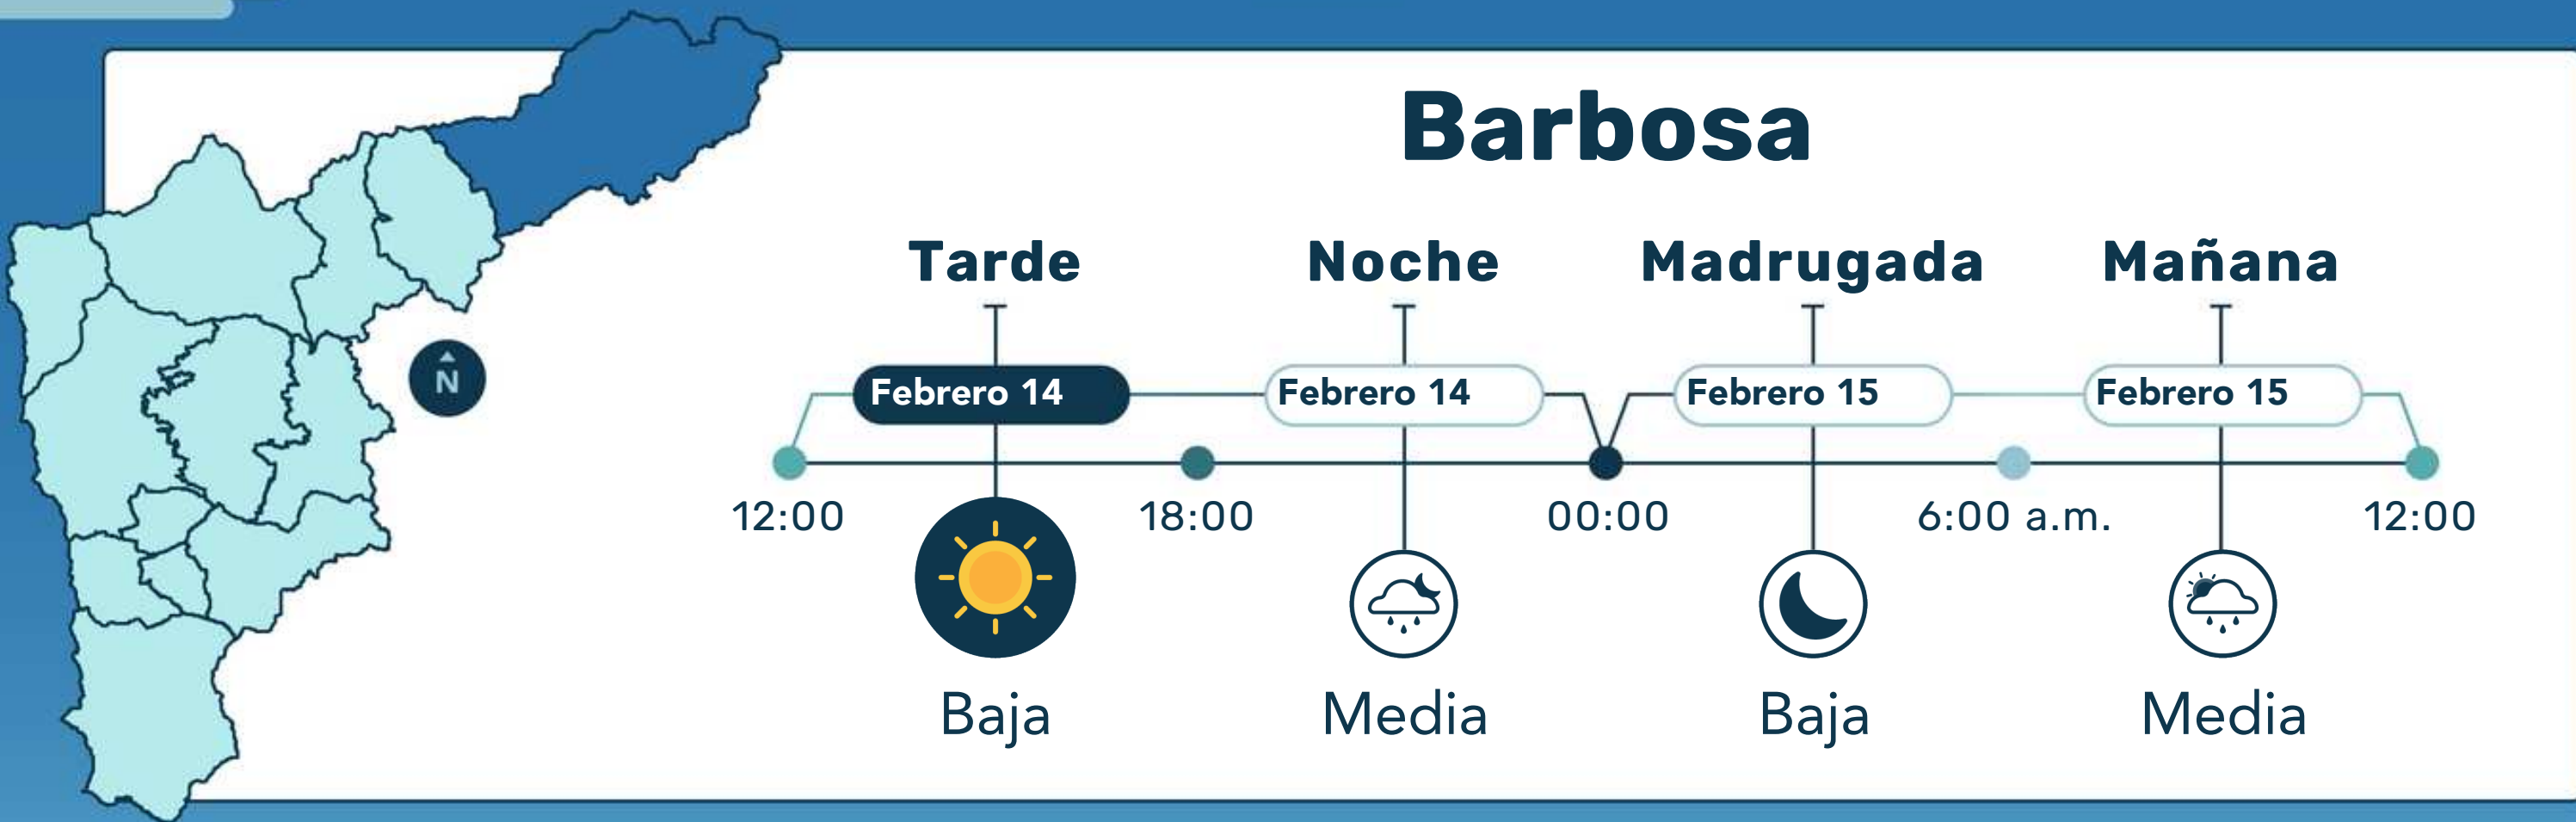 Barbosa
Tarde Noche Madrugada Mañana
Febrero 14 Febrero 14 Febrero 15 Febrero 15
12:00 18:00 00:00 6:00 a.m. 12:00
N
Baja Media Baja Media